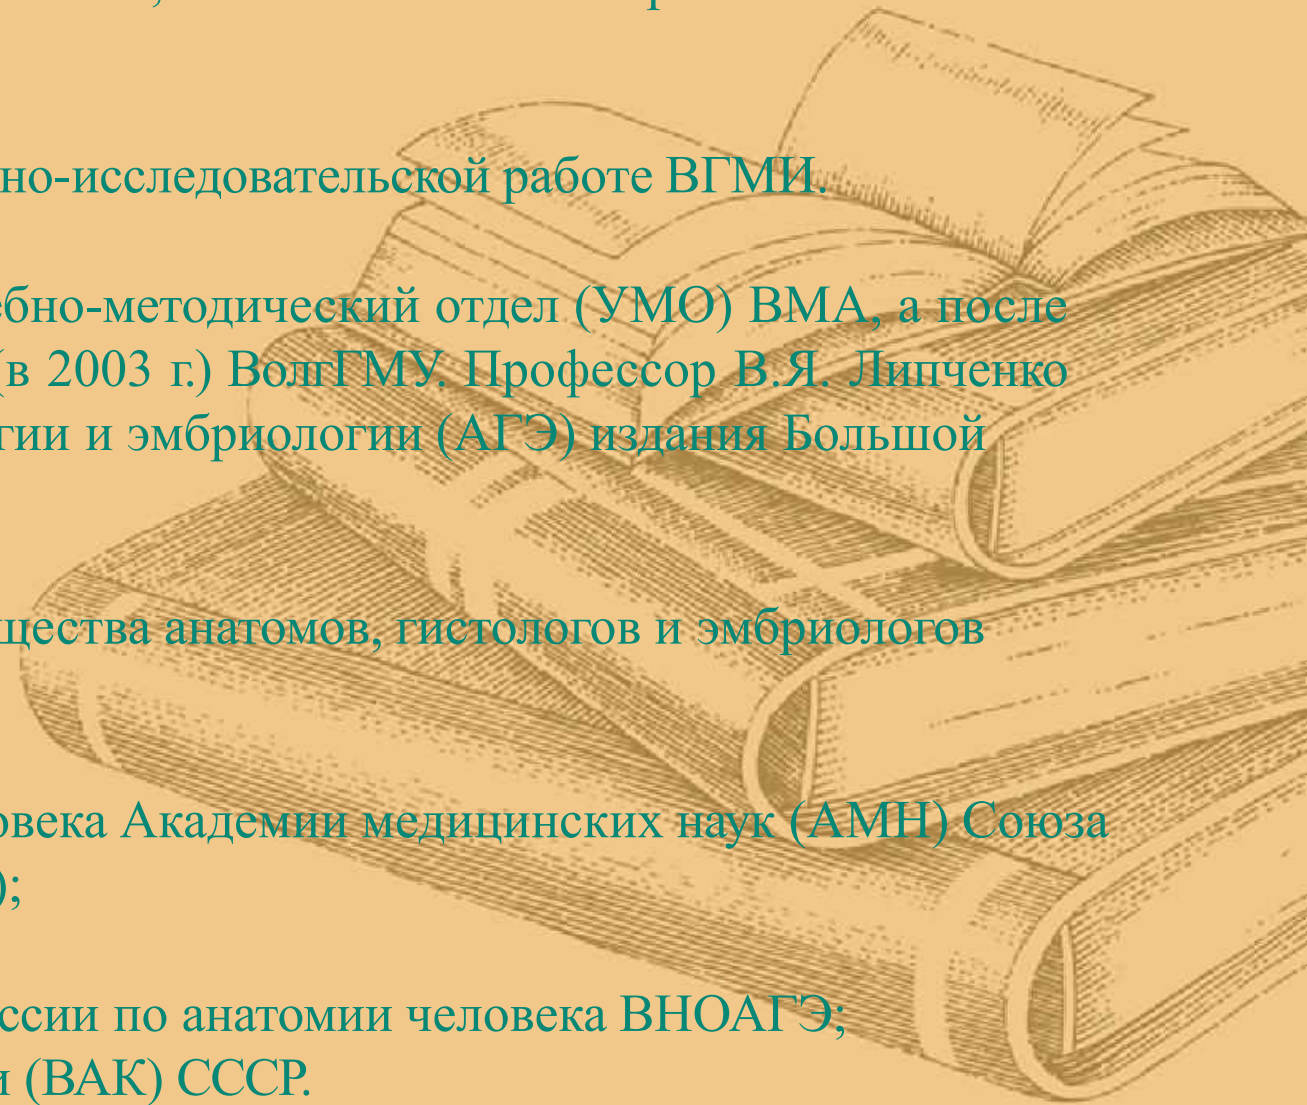 но-исследовательской работе ВГМИ.
ебно-методический отдел (УМО) ВМА, а после
(в 2003 г.) ВолгГМУ. Профессор В.Я. Липченко
гии и эмбриологии (АГЭ) издания Большой
щества анатомов, гистологов и эмбриологов
овека Академии медицинских наук (АМН) Союза
);
ссии по анатомии человека ВНОАГЭ;
и (ВАК) СССР.